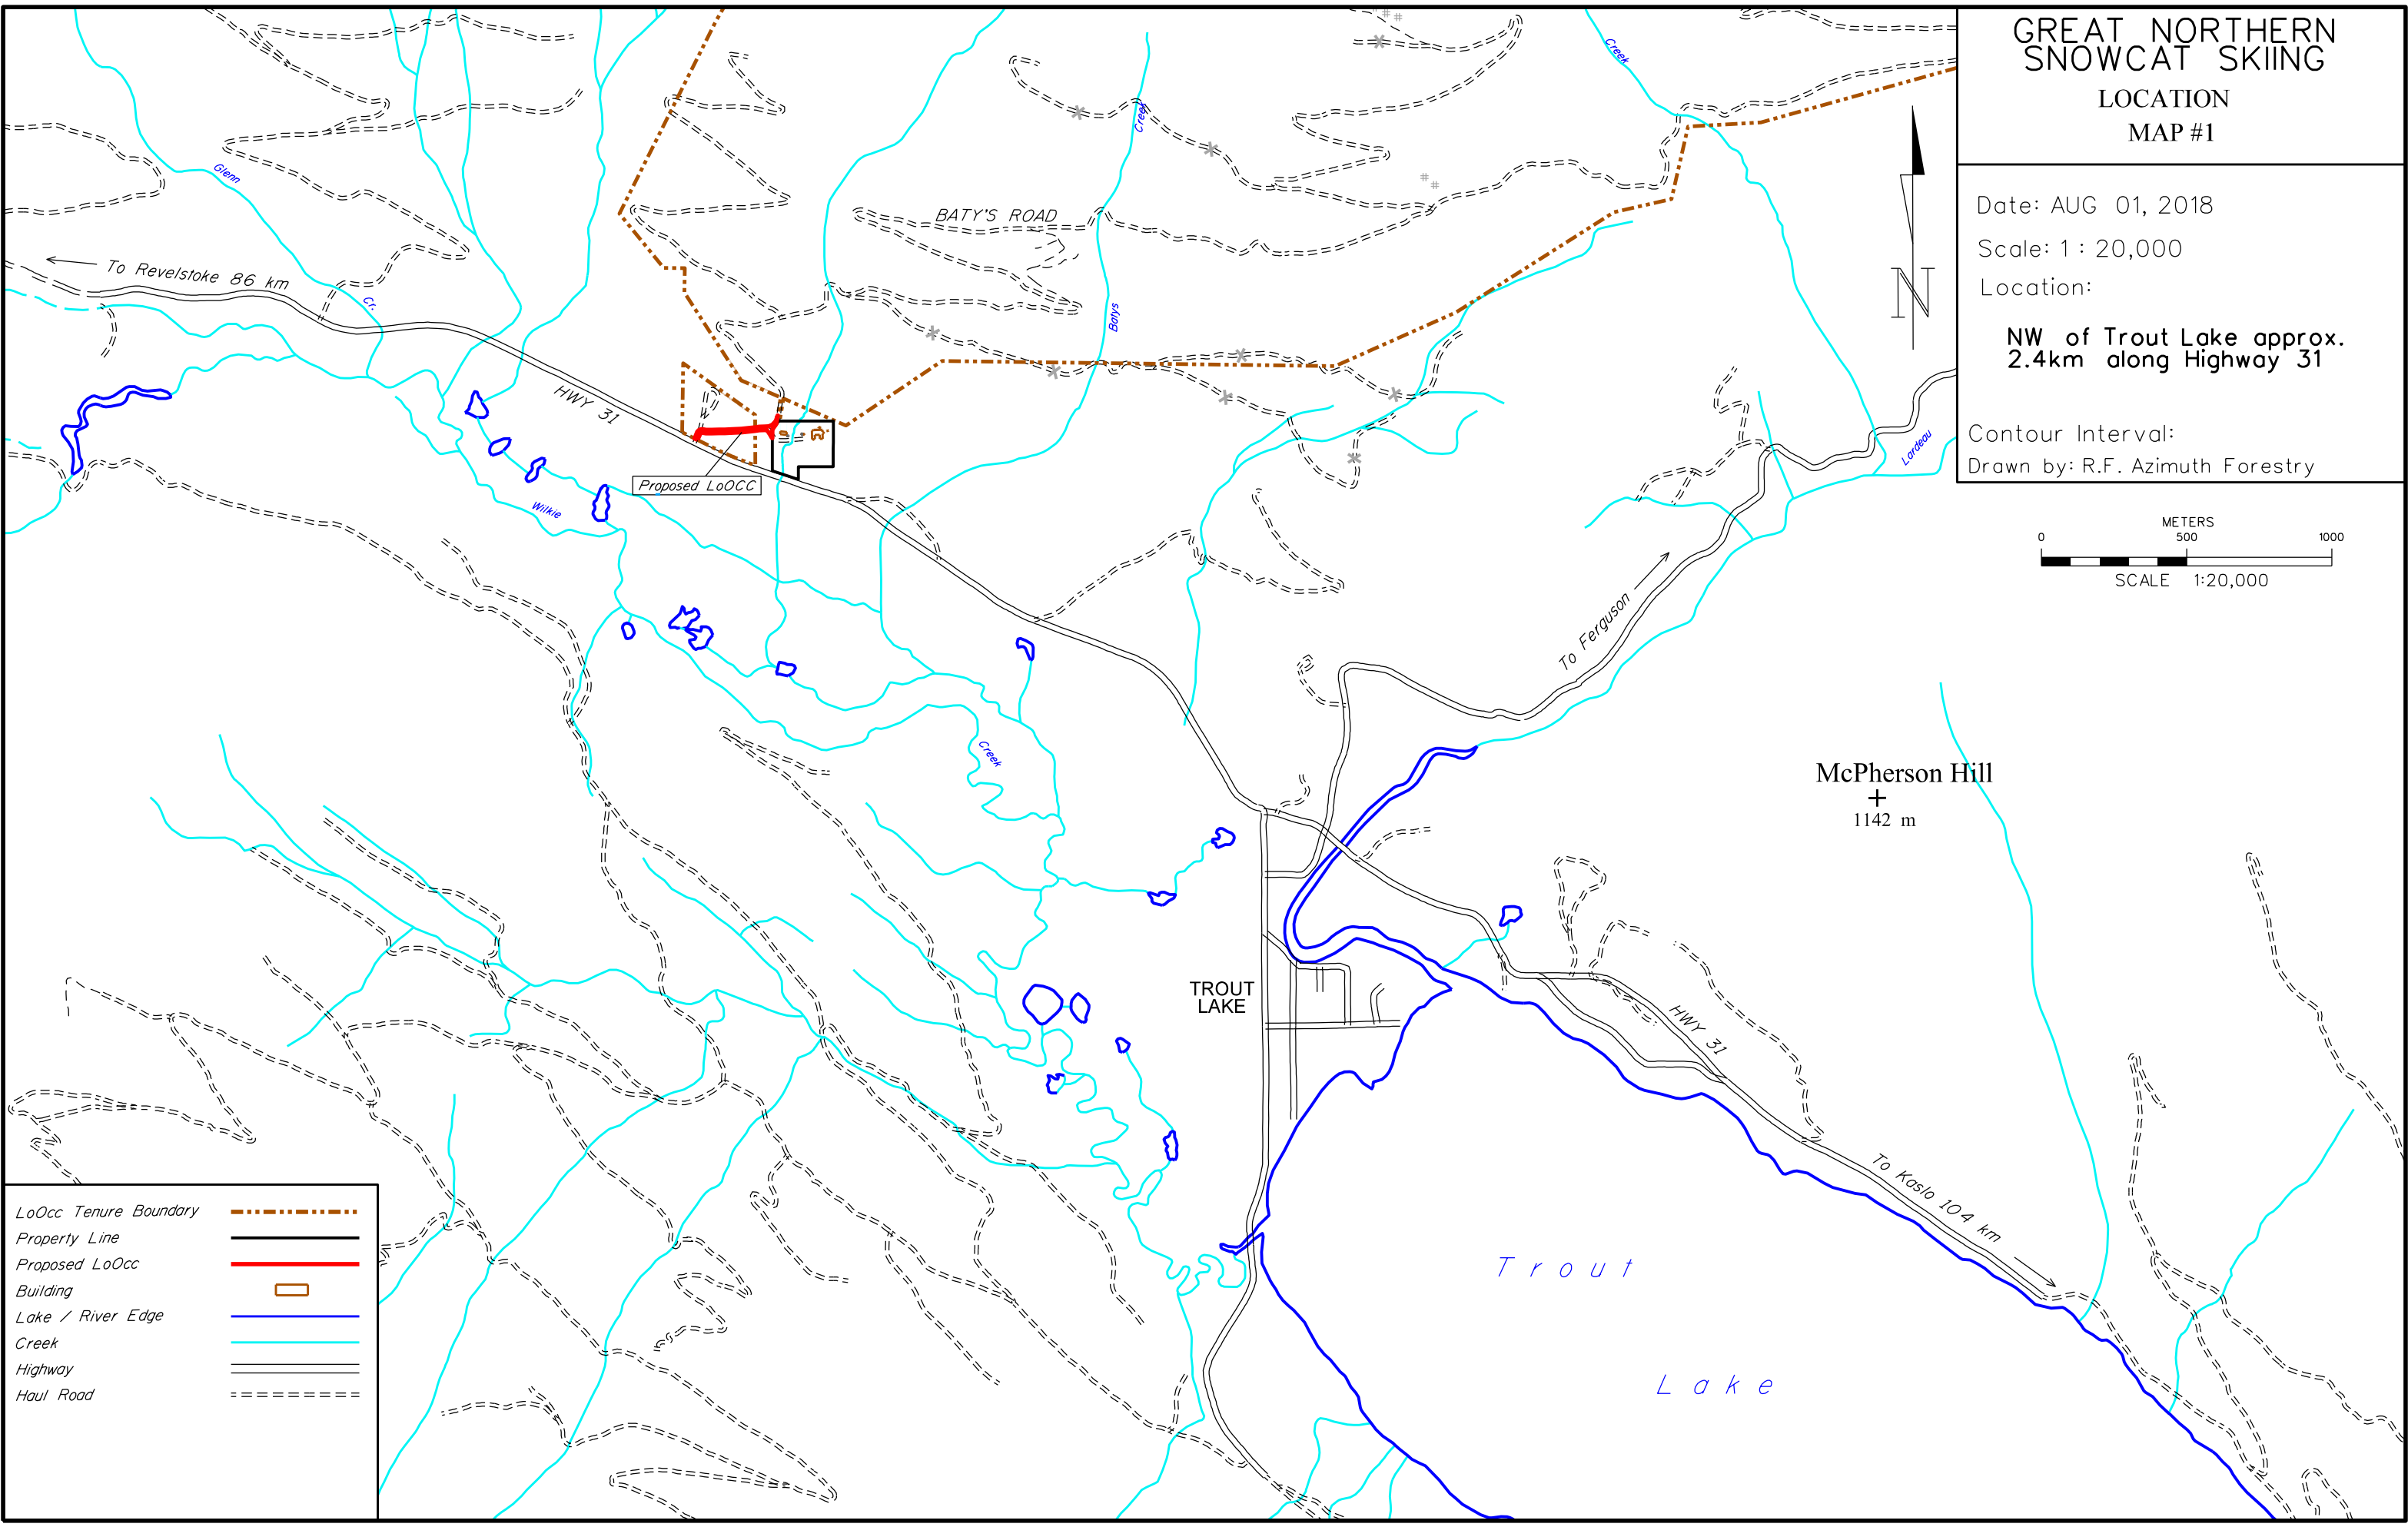 GREAT NORTHERN
SNOWCAT SKIING
LOCATION
MAP #1
Date: AUG 01, 2018
Scale: 1 : 20,000
Location:
NW of Trout Lake approx.
2.4km along Highway 31
Contour Interval:
Drawn by: R.F. Azimuth Forestry
N
METERS
0 500 1000
SCALE 1:20,000
Creek
Creek
Glenn
BATY'S ROAD
To Revelstoke 86 km
Cr.
Batys
HWY 31
Lardeau
Proposed LoOCC
Wilkie
To Ferguson
Creek
McPherson Hill
1142 m
TROUT
LAKE
HWY 31
To Kaslo 104 km
Trout
Lake
LoOcc Tenure Boundary
Property Line
Proposed LoOcc
Building
Lake / River Edge
Creek
Highway
Haul Road